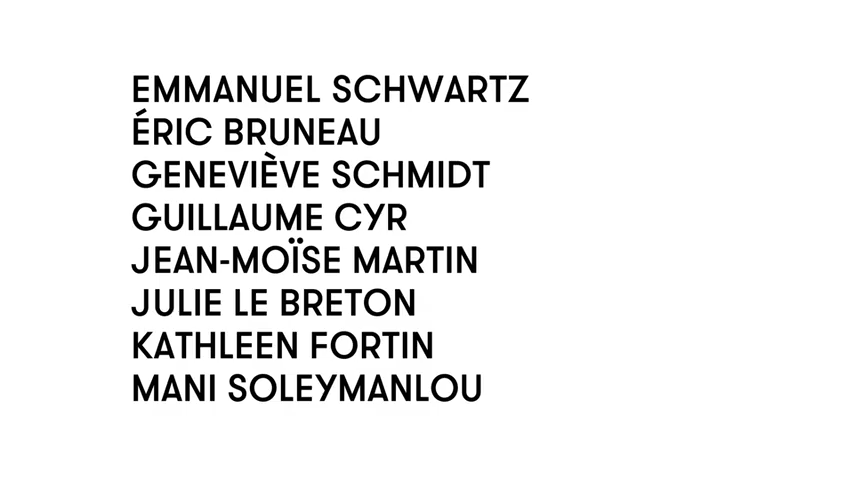 EMMANUEL SCHWARTZ
ÉRIC BRUNEAU
GENEVIÈVE SCHMIDT
GUILLAUME CYR
JEAN-MOÏSE MARTIN
JULIE LE BRETON
KATHLEEN FORTIN
MANI SOLEYMANLOU